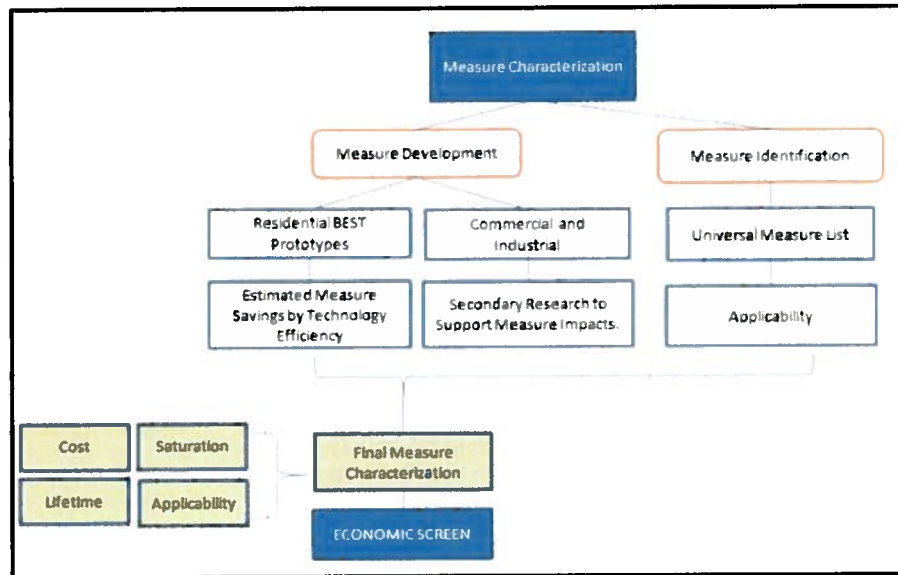 Measure Characterization
Measure Development
Measure Identification
Residential BEST
Prototypes
Commercial and
Industrial
Universal Measure List
Estimated Measure
Savings by Technology
Efficiency
Secondary Research to
Support Measure Impacts.
Applicability
Cost
Saturation
Lifetime
Applicability
Final Measure
Characterization
ECONOMIC SCREEN